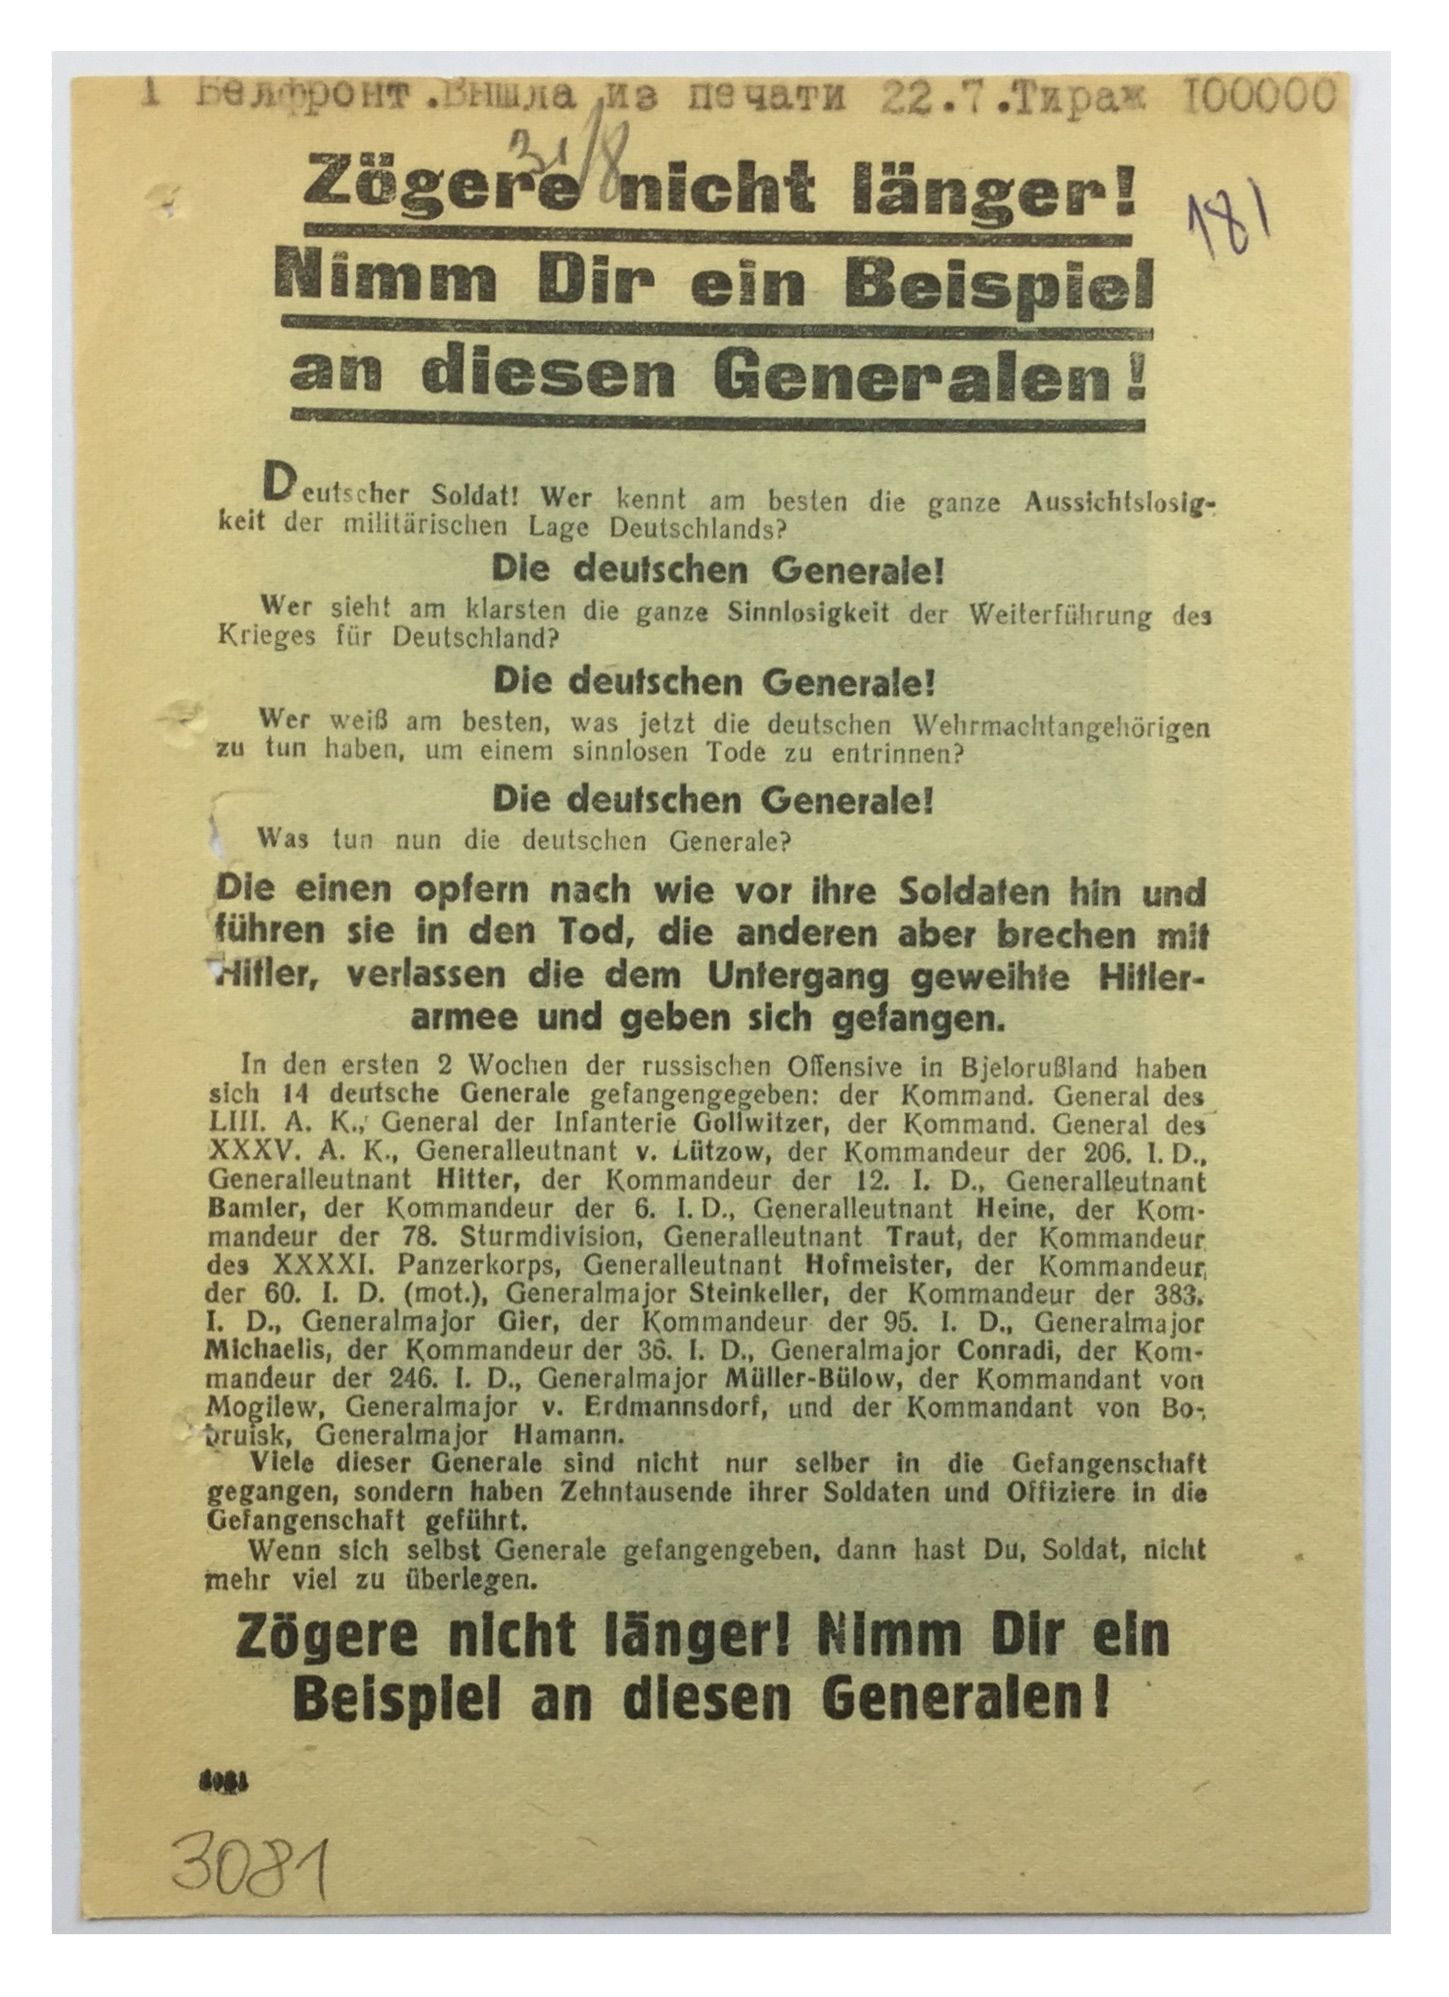 1 Белфронт.Вышла из печати 22.7.Тираж I00000
31/8
181
Zögere nicht länger!
Nimm Dir ein Beispiel
an diesen Generalen!
Deutscher Soldat! Wer kennt am besten die ganze Aussichtslosig-
keit der militärischen Lage Deutschlands?
Die deutschen Generale!
Wer sieht am klarsten die ganze Sinnlosigkeit der Weiterführung des
Krieges für Deutschland?
Die deutschen Generale!
Wer weiß am besten, was jetzt die deutschen Wehrmachtangehörigen
zu tun haben, um einem sinnlosen Tode zu entrinnen?
Die deutschen Generale!
Was tun nun die deutschen Generale?
Die einen opfern nach wie vor ihre Soldaten hin und
führen sie in den Tod, die anderen aber brechen mit
Hitler, verlassen die dem Untergang geweihte Hitler-
armee und geben sich gefangen.
In den ersten 2 Wochen der russischen Offensive in Bjelorußland haben
sich 14 deutsche Generale gefangengegeben: der Kommand. General des
LIII. A. K., General der Infanterie Gollwitzer, der Kommand. General des
XXXV. A. K., Generalleutnant v. Lützow, der Kommandeur der 206. I. D.,
Generalleutnant Hitter, der Kommandeur der 12. I. D., Generalleutnant
Bamler, der Kommandeur der 6. I. D., Generalleutnant Heine, der Kom-
mandeur der 78. Sturmdivision, Generalleutnant Traut, der Kommandeur
des XXXXI. Panzerkorps, Generalleutnant Hofmeister, der Kommandeur
der 60. I. D. (mot.), Generalmajor Steinkeller, der Kommandeur der 383.
I. D., Generalmajor Gier, der Kommandeur der 95. I. D., Generalmajor
Michaelis, der Kommandeur der 36. I. D., Generalmajor Conradi, der Kom-
mandeur der 246. I. D., Generalmajor Müller-Bülow, der Kommandant von
Mogilew, Generalmajor v. Erdmannsdorf, und der Kommandant von Bo-
bruisk, Generalmajor Hamann.
Viele dieser Generale sind nicht nur selber in die Gefangenschaft
gegangen, sondern haben Zehntausende ihrer Soldaten und Offiziere in die
Gefangenschaft geführt.
Wenn sich selbst Generale gefangengeben, dann hast Du, Soldat, nicht
mehr viel zu überlegen.
Zögere nicht länger! Nimm Dir ein
Beispiel an diesen Generalen!
3081